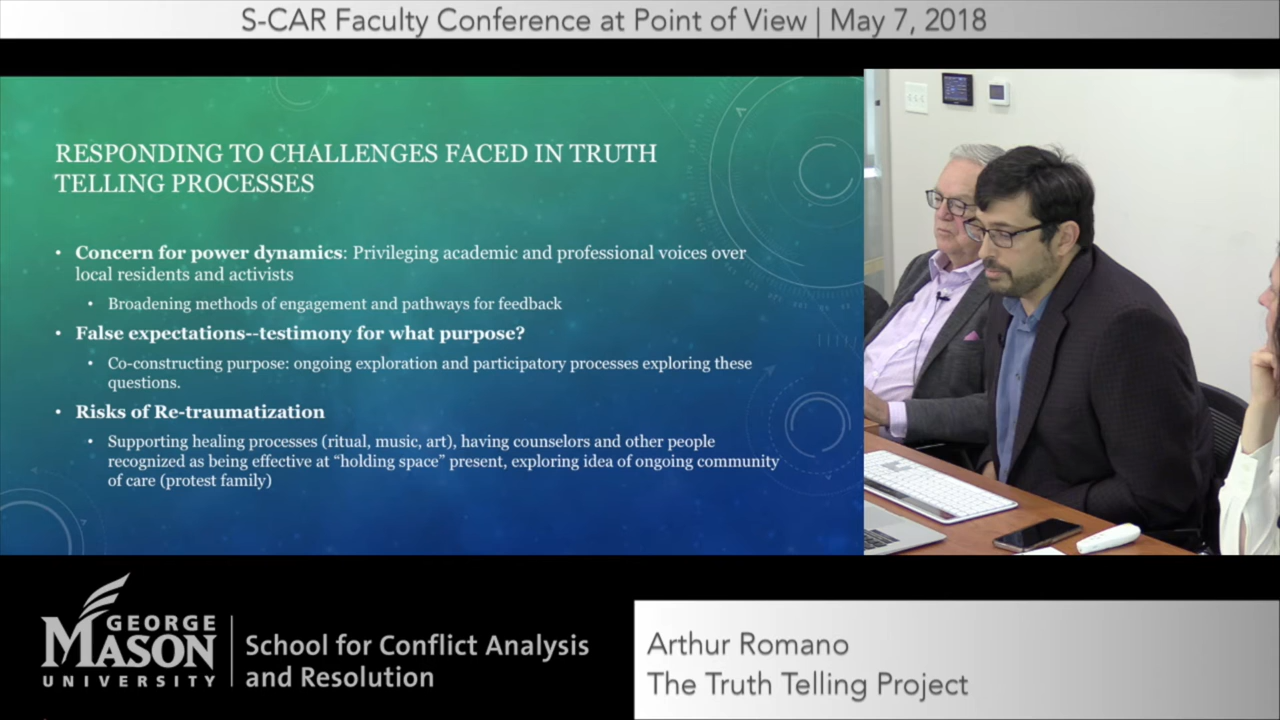 S-CAR Faculty Conference at Point of View | May 7, 2018
RESPONDING TO CHALLENGES FACED IN TRUTH
TELLING PROCESSES
• Concern for power dynamics: Privileging academic and professional voices over
local residents and activists
• Broadening methods of engagement and pathways for feedback
• False expectations--testimony for what purpose?
• Co-constructing purpose: ongoing exploration and participatory processes exploring these
questions.
• Risks of Re-traumatization
• Supporting healing processes (ritual, music, art), having counselors and other people
recognized as being effective at “holding space” present, exploring idea of ongoing community
of care (protest family)
GEORGE
MASON
UNIVERSITY
School for Conflict Analysis
and Resolution
Arthur Romano
The Truth Telling Project